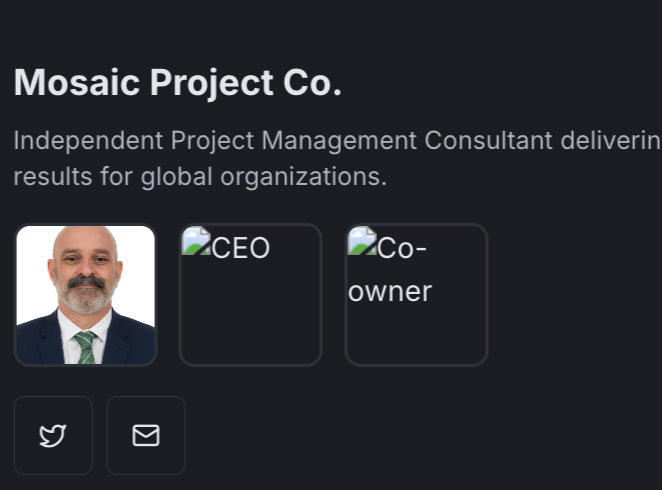 Mosaic Project Co.
Independent Project Management Consultant deliverin
results for global organizations.
CEO
Co-
owner